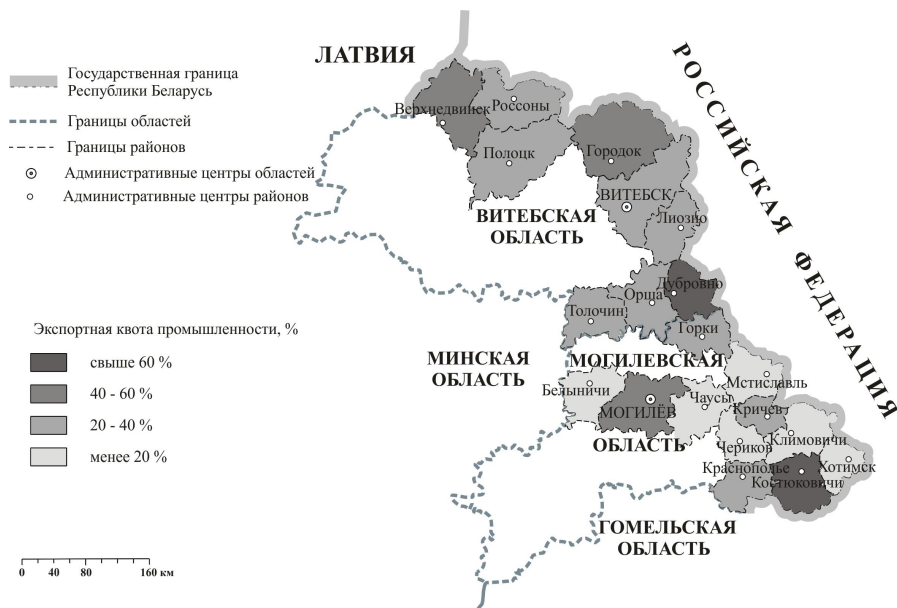 ЛАТВИЯ
РОССИЙСКАЯ ФЕДЕРАЦИЯ
Государственная граница
Республики Беларусь
Границы областей
Границы районов
Административные центры областей
Административные центры районов
Верхнедвинск
Россоны
Полоцк
Городок
ВИТЕБСК
Лиозно
ВИТЕБСКАЯ
ОБЛАСТЬ
Дубровно
Орша
Толочин
Горки
Экспортная квота промышленности, %
свыше 60 %
40 - 60 %
20 - 40 %
менее 20 %
МИНСКАЯ
ОБЛАСТЬ
МОГИЛЕВСКАЯ
Мстиславль
Белыничи
МОГИЛЁВ
Чаусы
Кричев
ОБЛАСТЬ
Чериков
Климовичи
Краснополье
Хотимск
Костюковичи
ГОМЕЛЬСКАЯ
ОБЛАСТЬ
0 40 80 160 км